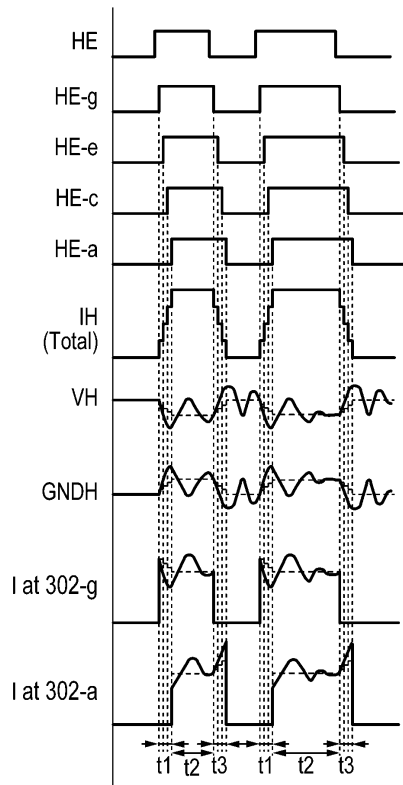 HE
HE-g
HE-e
HE-c
HE-a
IH
(Total)
VH
GNDH
I at 302-g
I at 302-a
t1 t2 t3 t1 t2 t3